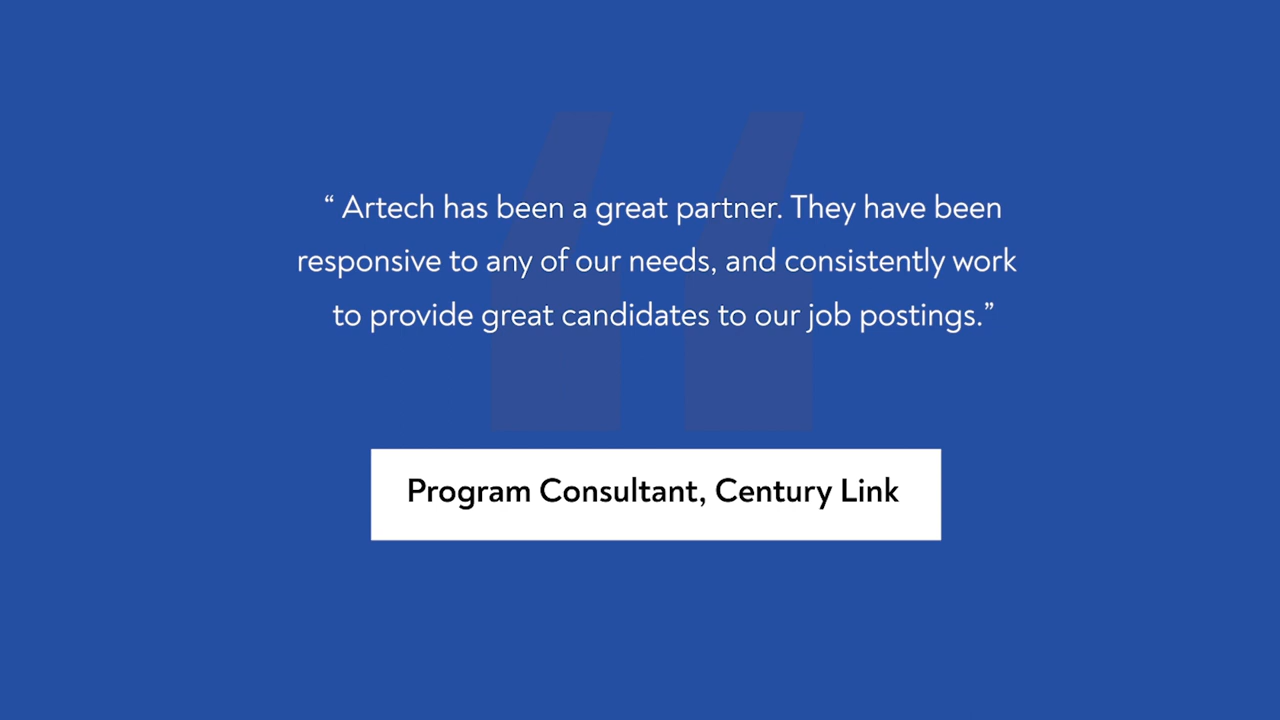 “ Artech has been a great partner. They have been
responsive to any of our needs, and consistently work
to provide great candidates to our job postings.”
Program Consultant, Century Link